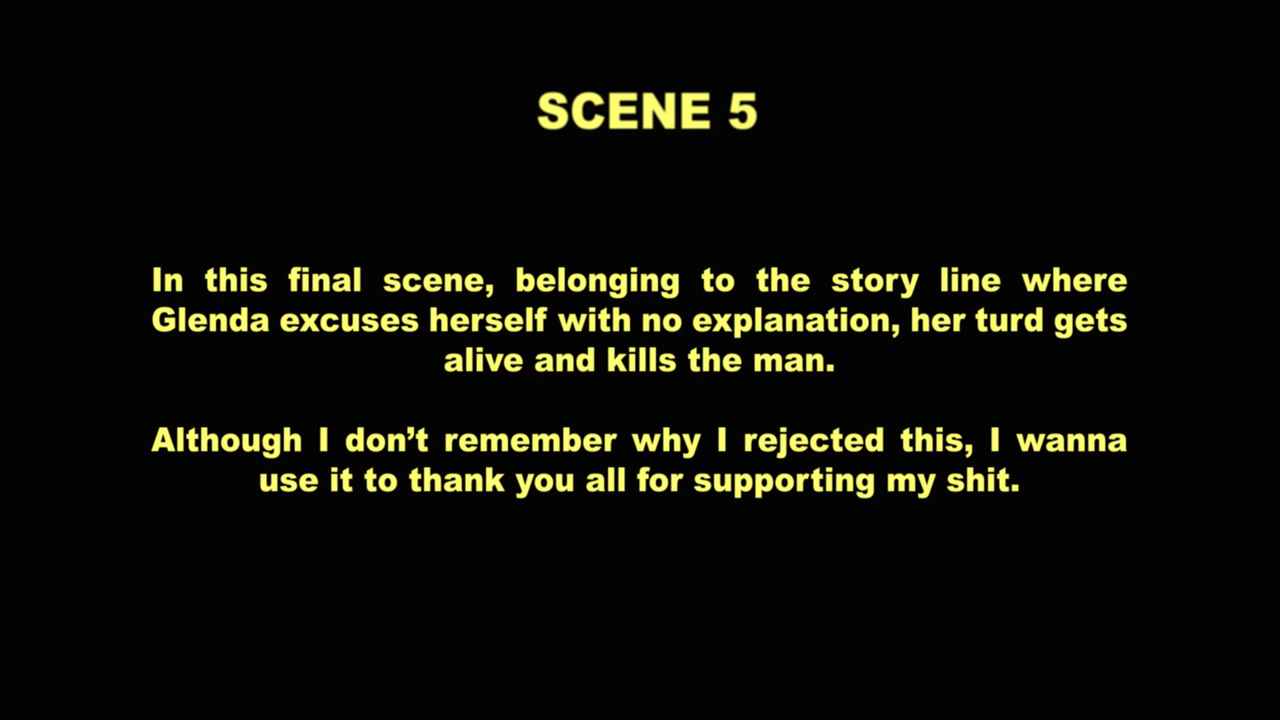 SCENE 5
In this final scene, belonging to the story line where
Glenda excuses herself with no explanation, her turd gets
alive and kills the man.
Although I don’t remember why I rejected this, I wanna
use it to thank you all for supporting my shit.